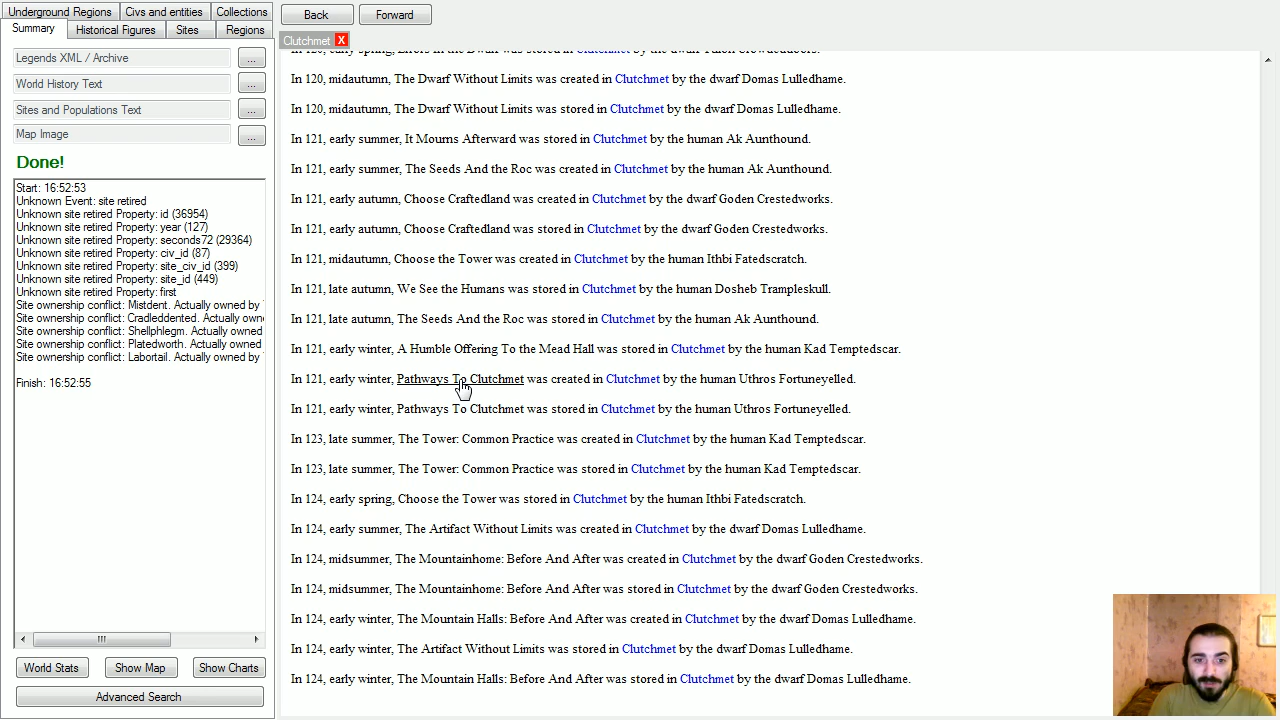 Underground Regions Civs and entities Collections
Summary Historical Figures Sites Regions
Back Forward
Clutchmet X
Legends XML / Archive ...
World History Text ...
Sites and Populations Text ...
Map Image ...
Done!
Start: 16:52:53
Unknown Event: site retired
Unknown site retired Property: id (36954)
Unknown site retired Property: year (127)
Unknown site retired Property: seconds72 (29364)
Unknown site retired Property: civ_id (87)
Unknown site retired Property: site_civ_id (399)
Unknown site retired Property: site_id (449)
Unknown site retired Property: first
Site ownership conflict: Mistdent. Actually owned by
Site ownership conflict: Cradleddented. Actually own
Site ownership conflict: Shellphlegm. Actually owned
Site ownership conflict: Platedworth. Actually owned
Site ownership conflict: Labortail. Actually owned by
Finish: 16:52:55
World Stats Show Map Show Charts
Advanced Search
In 120, midautumn, The Dwarf Without Limits was created in Clutchmet by the dwarf Domas Lulledhame.
In 120, midautumn, The Dwarf Without Limits was stored in Clutchmet by the dwarf Domas Lulledhame.
In 121, early summer, It Mourns Afterward was stored in Clutchmet by the human Ak Aunthound.
In 121, early summer, The Seeds And the Roc was created in Clutchmet by the human Ak Aunthound.
In 121, early autumn, Choose Craftedland was created in Clutchmet by the dwarf Goden Crestedworks.
In 121, early autumn, Choose Craftedland was stored in Clutchmet by the dwarf Goden Crestedworks.
In 121, midautumn, Choose the Tower was created in Clutchmet by the human Ithbi Fatedscratch.
In 121, late autumn, We See the Humans was stored in Clutchmet by the human Dosheb Trampleskull.
In 121, late autumn, The Seeds And the Roc was stored in Clutchmet by the human Ak Aunthound.
In 121, early winter, A Humble Offering To the Mead Hall was stored in Clutchmet by the human Kad Temptedscar.
In 121, early winter, Pathways To Clutchmet was created in Clutchmet by the human Uthros Fortuneyelled.
In 121, early winter, Pathways To Clutchmet was stored in Clutchmet by the human Uthros Fortuneyelled.
In 123, late summer, The Tower: Common Practice was created in Clutchmet by the human Kad Temptedscar.
In 123, late summer, The Tower: Common Practice was stored in Clutchmet by the human Kad Temptedscar.
In 124, early spring, Choose the Tower was stored in Clutchmet by the human Ithbi Fatedscratch.
In 124, early summer, The Artifact Without Limits was created in Clutchmet by the dwarf Domas Lulledhame.
In 124, midsummer, The Mountainhome: Before And After was created in Clutchmet by the dwarf Goden Crestedworks.
In 124, midsummer, The Mountainhome: Before And After was stored in Clutchmet by the dwarf Goden Crestedworks.
In 124, early winter, The Mountain Halls: Before And After was created in Clutchmet by the dwarf Domas Lulledhame.
In 124, early winter, The Artifact Without Limits was stored in Clutchmet by the dwarf Domas Lulledhame.
In 124, early winter, The Mountain Halls: Before And After was stored in Clutchmet by the dwarf Domas Lulledhame.